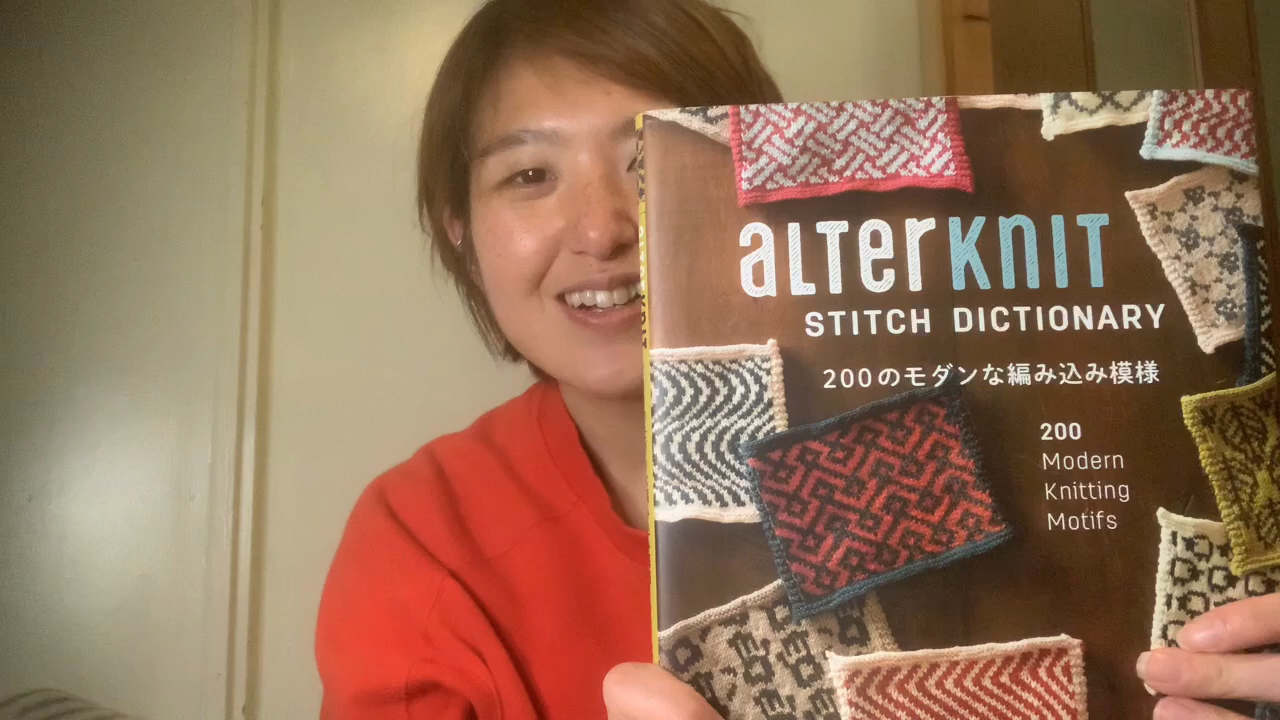 alterknit
STITCH DICTIONARY
200のモダンな編み込み模様
200
Modern
Knitting
Motifs